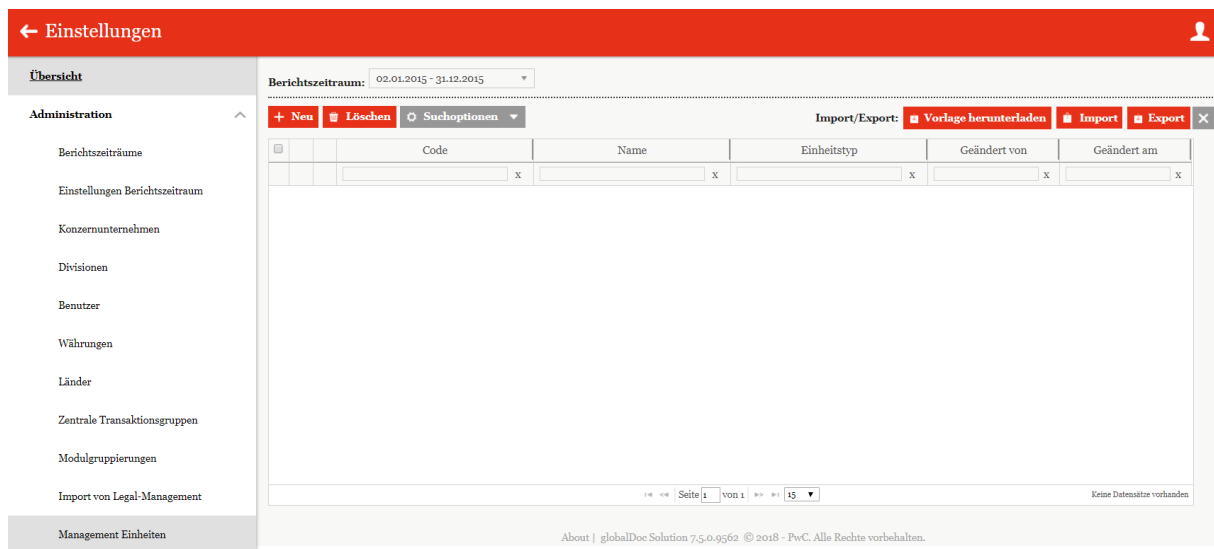 Einstellungen
Übersicht
Berichtszeitraum: 02.01.2015 - 31.12.2015
Administration
Neu Löschen Suchoptionen Import/Export: Vorlage herunterladen Import Export
Code Name Einheitstyp Geändert von Geändert am
x x x x x
Berichtszeiträume
Einstellungen Berichtszeitraum
Konzernunternehmen
Divisionen
Benutzer
Währungen
Länder
Zentrale Transaktionsgruppen
Modulgruppierungen
Import von Legal-Management
Management Einheiten
Seite 1 von 1 15 Keine Datensätze vorhanden
About | globalDoc Solution 7.5.0.9562 © 2018 - PwC. Alle Rechte vorbehalten.